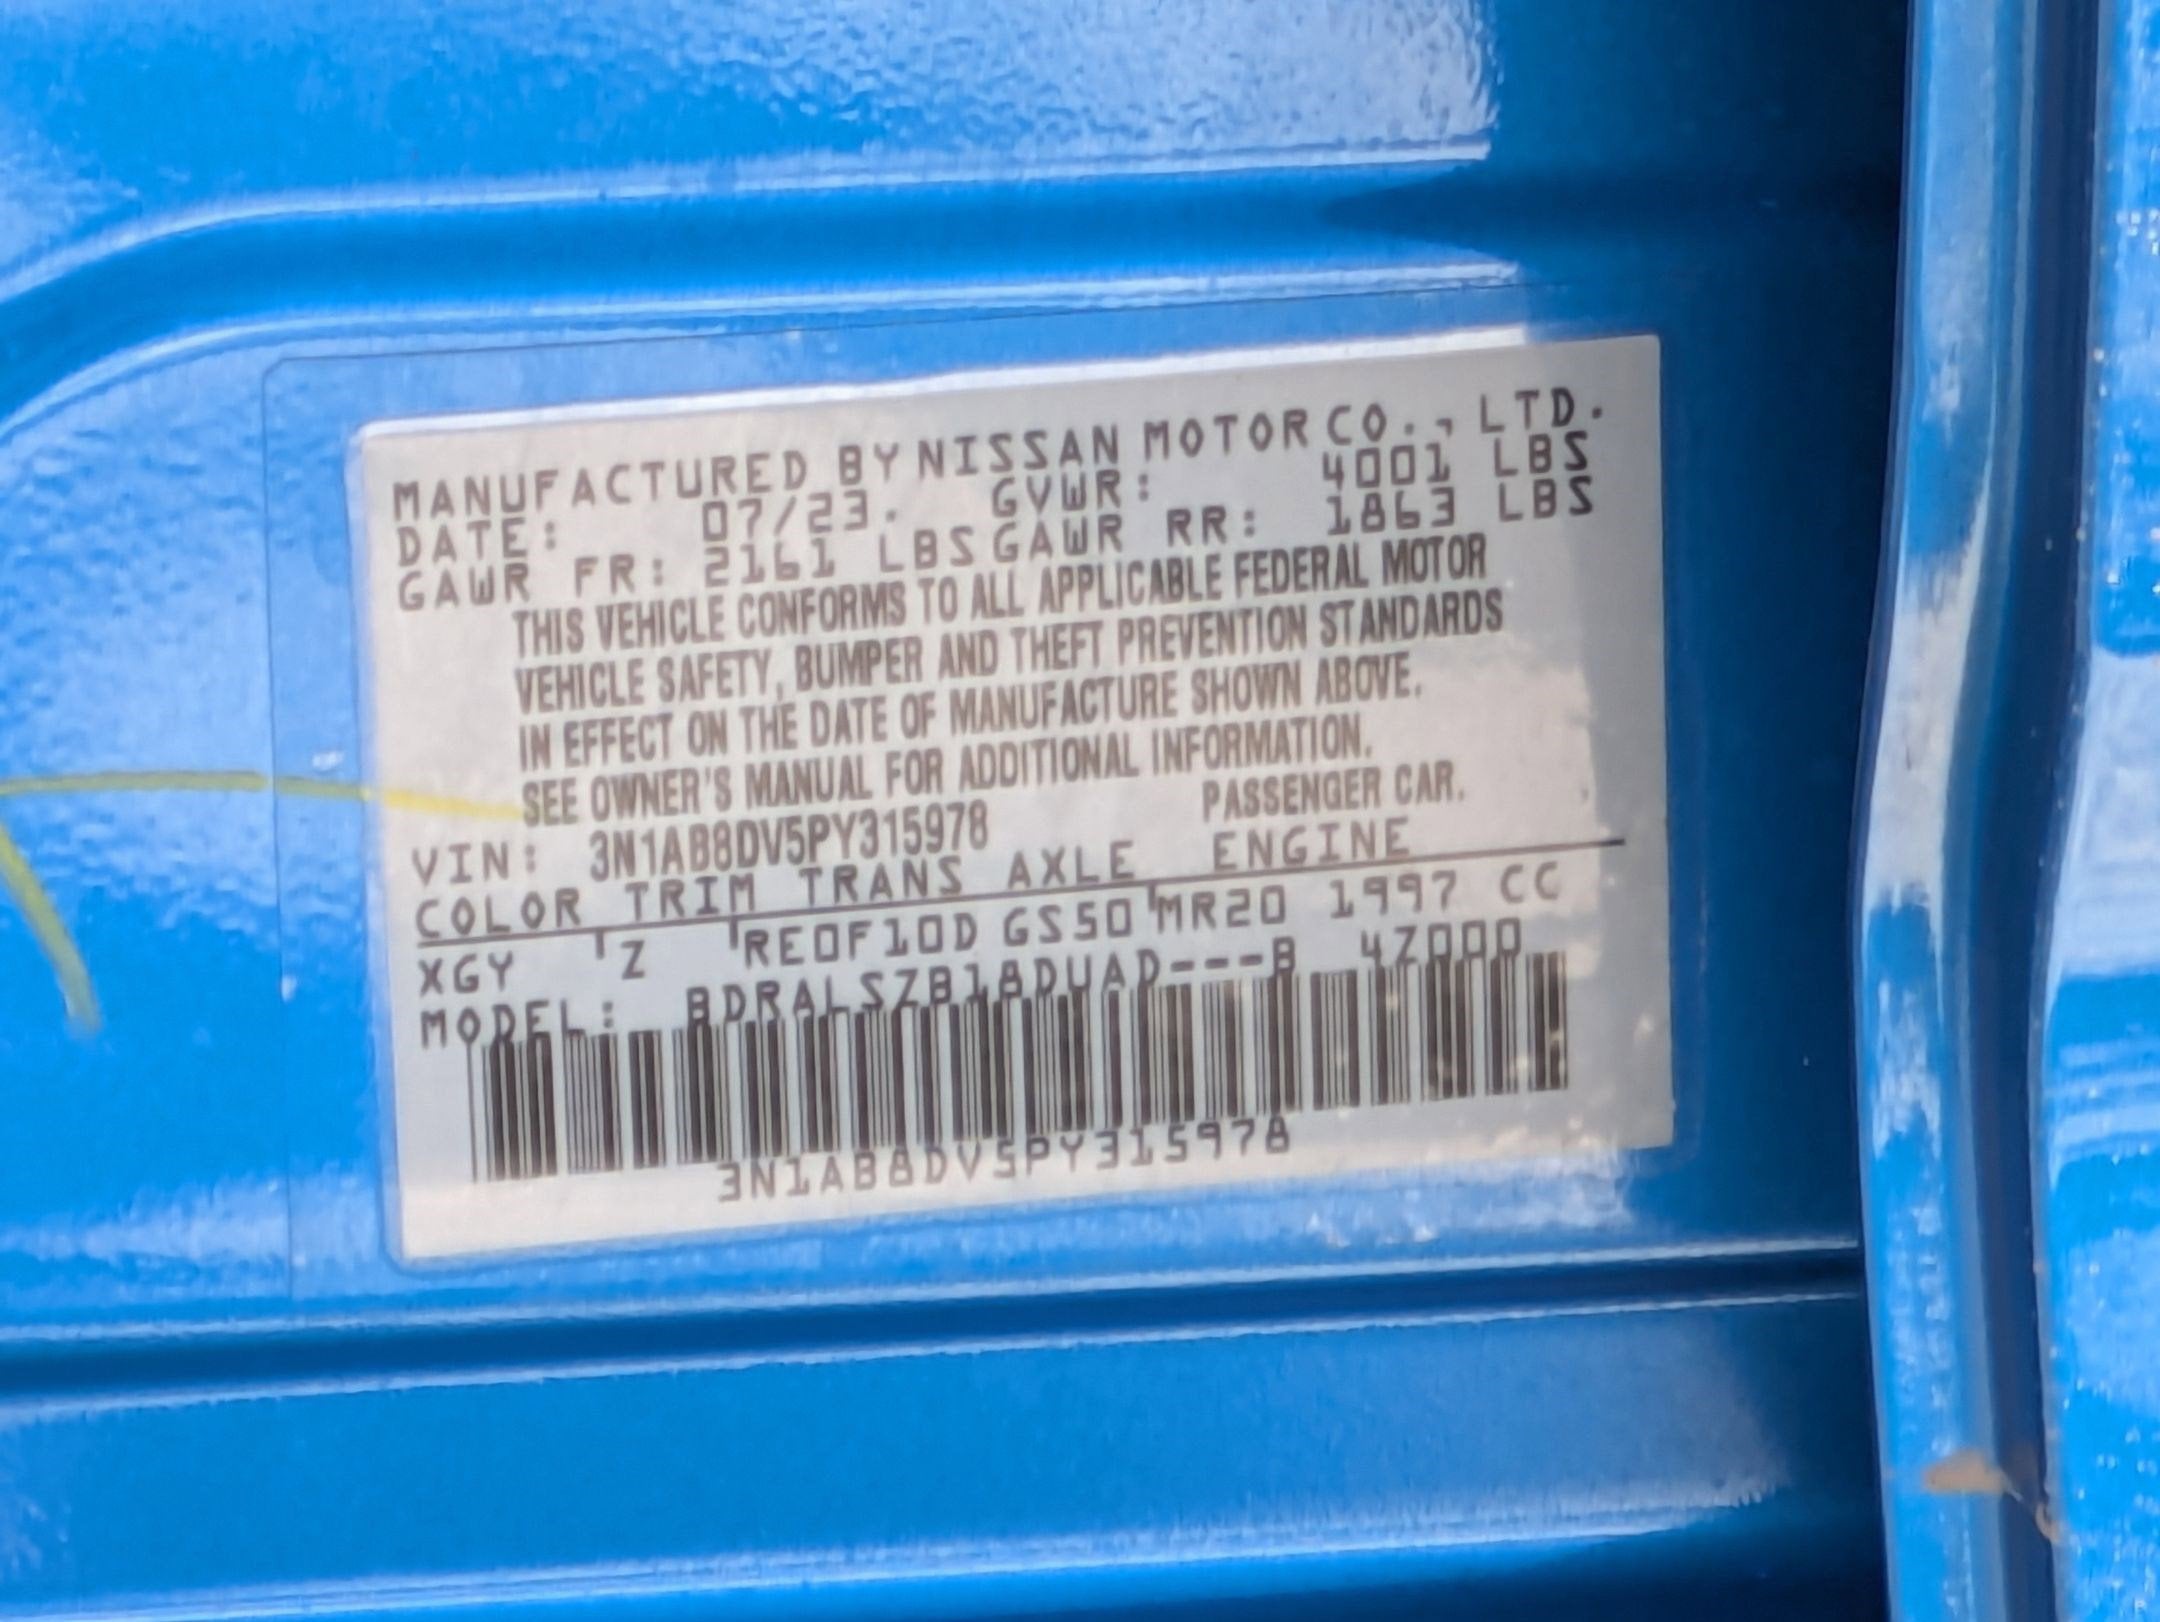 MANUFACTURED BY NISSAN MOTOR CO., LTD.
DATE: 07/23. GVWR: 4001 LBS
GAWR FR: 2161 LBS GAWR RR: 1863 LBS
THIS VEHICLE CONFORMS TO ALL APPLICABLE FEDERAL MOTOR
VEHICLE SAFETY, BUMPER AND THEFT PREVENTION STANDARDS
IN EFFECT ON THE DATE OF MANUFACTURE SHOWN ABOVE.
SEE OWNER'S MANUAL FOR ADDITIONAL INFORMATION.
VIN: 3N1AB8DV5PY315978 PASSENGER CAR.
COLOR TRIM TRANS AXLE ENGINE
XGY Z RE0F10D GS50 MR20 1997 CC
MODEL: BDRALSZB18DUAD---B 4Z000
3N1AB8DV5PY315978